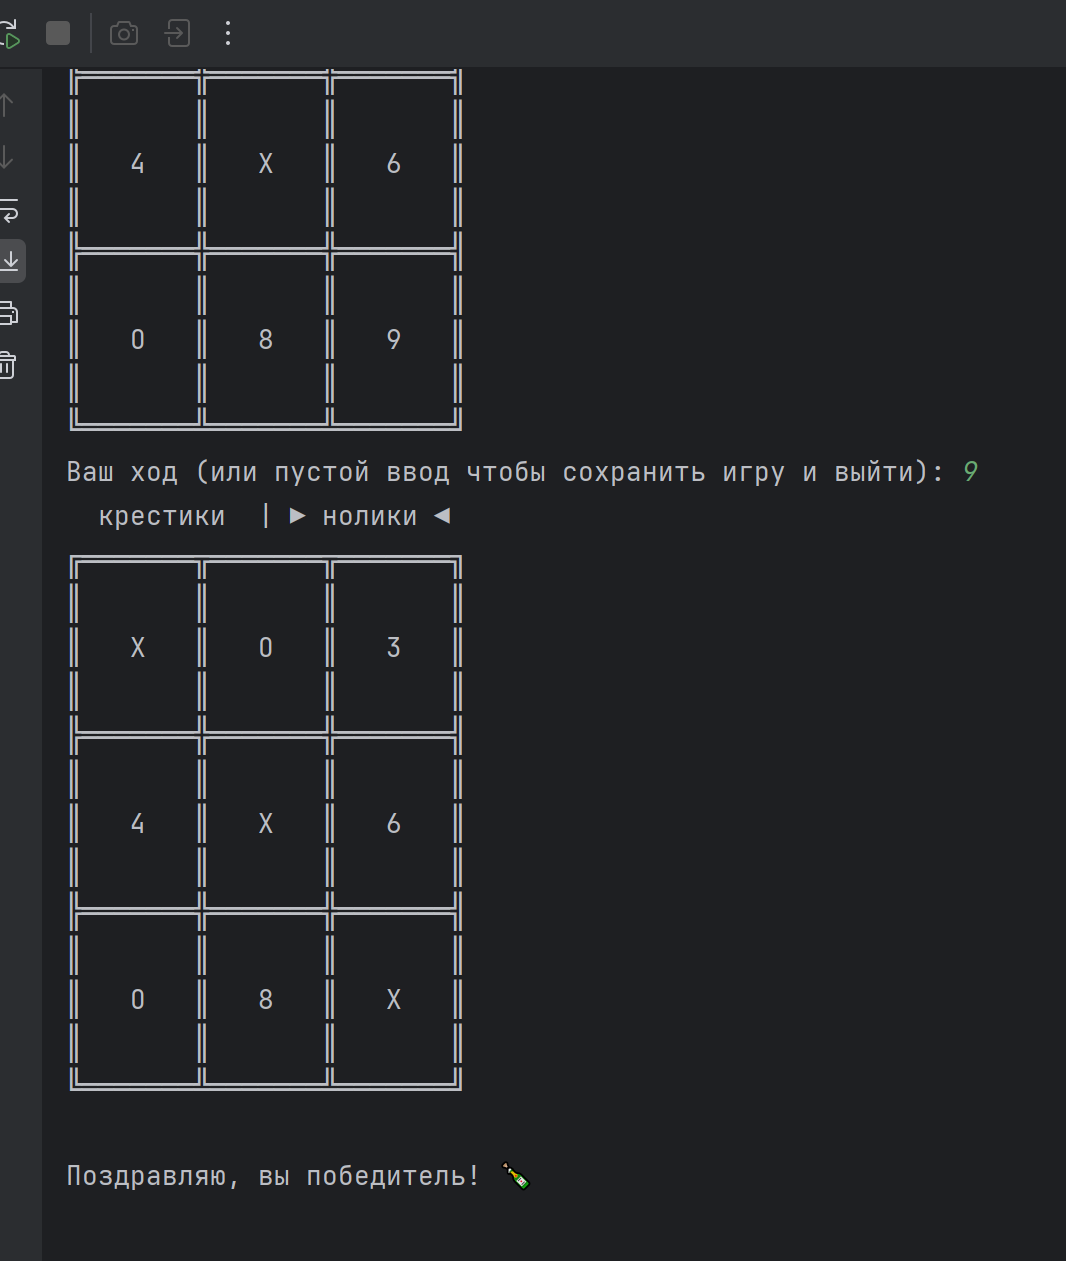 4 X 6
0 8 9
Ваш ход (или пустой ввод чтобы сохранить игру и выйти): 9
крестики | ► нолики ◄
X 0 3
4 X 6
0 8 X
Поздравляю, вы победитель! 🍾